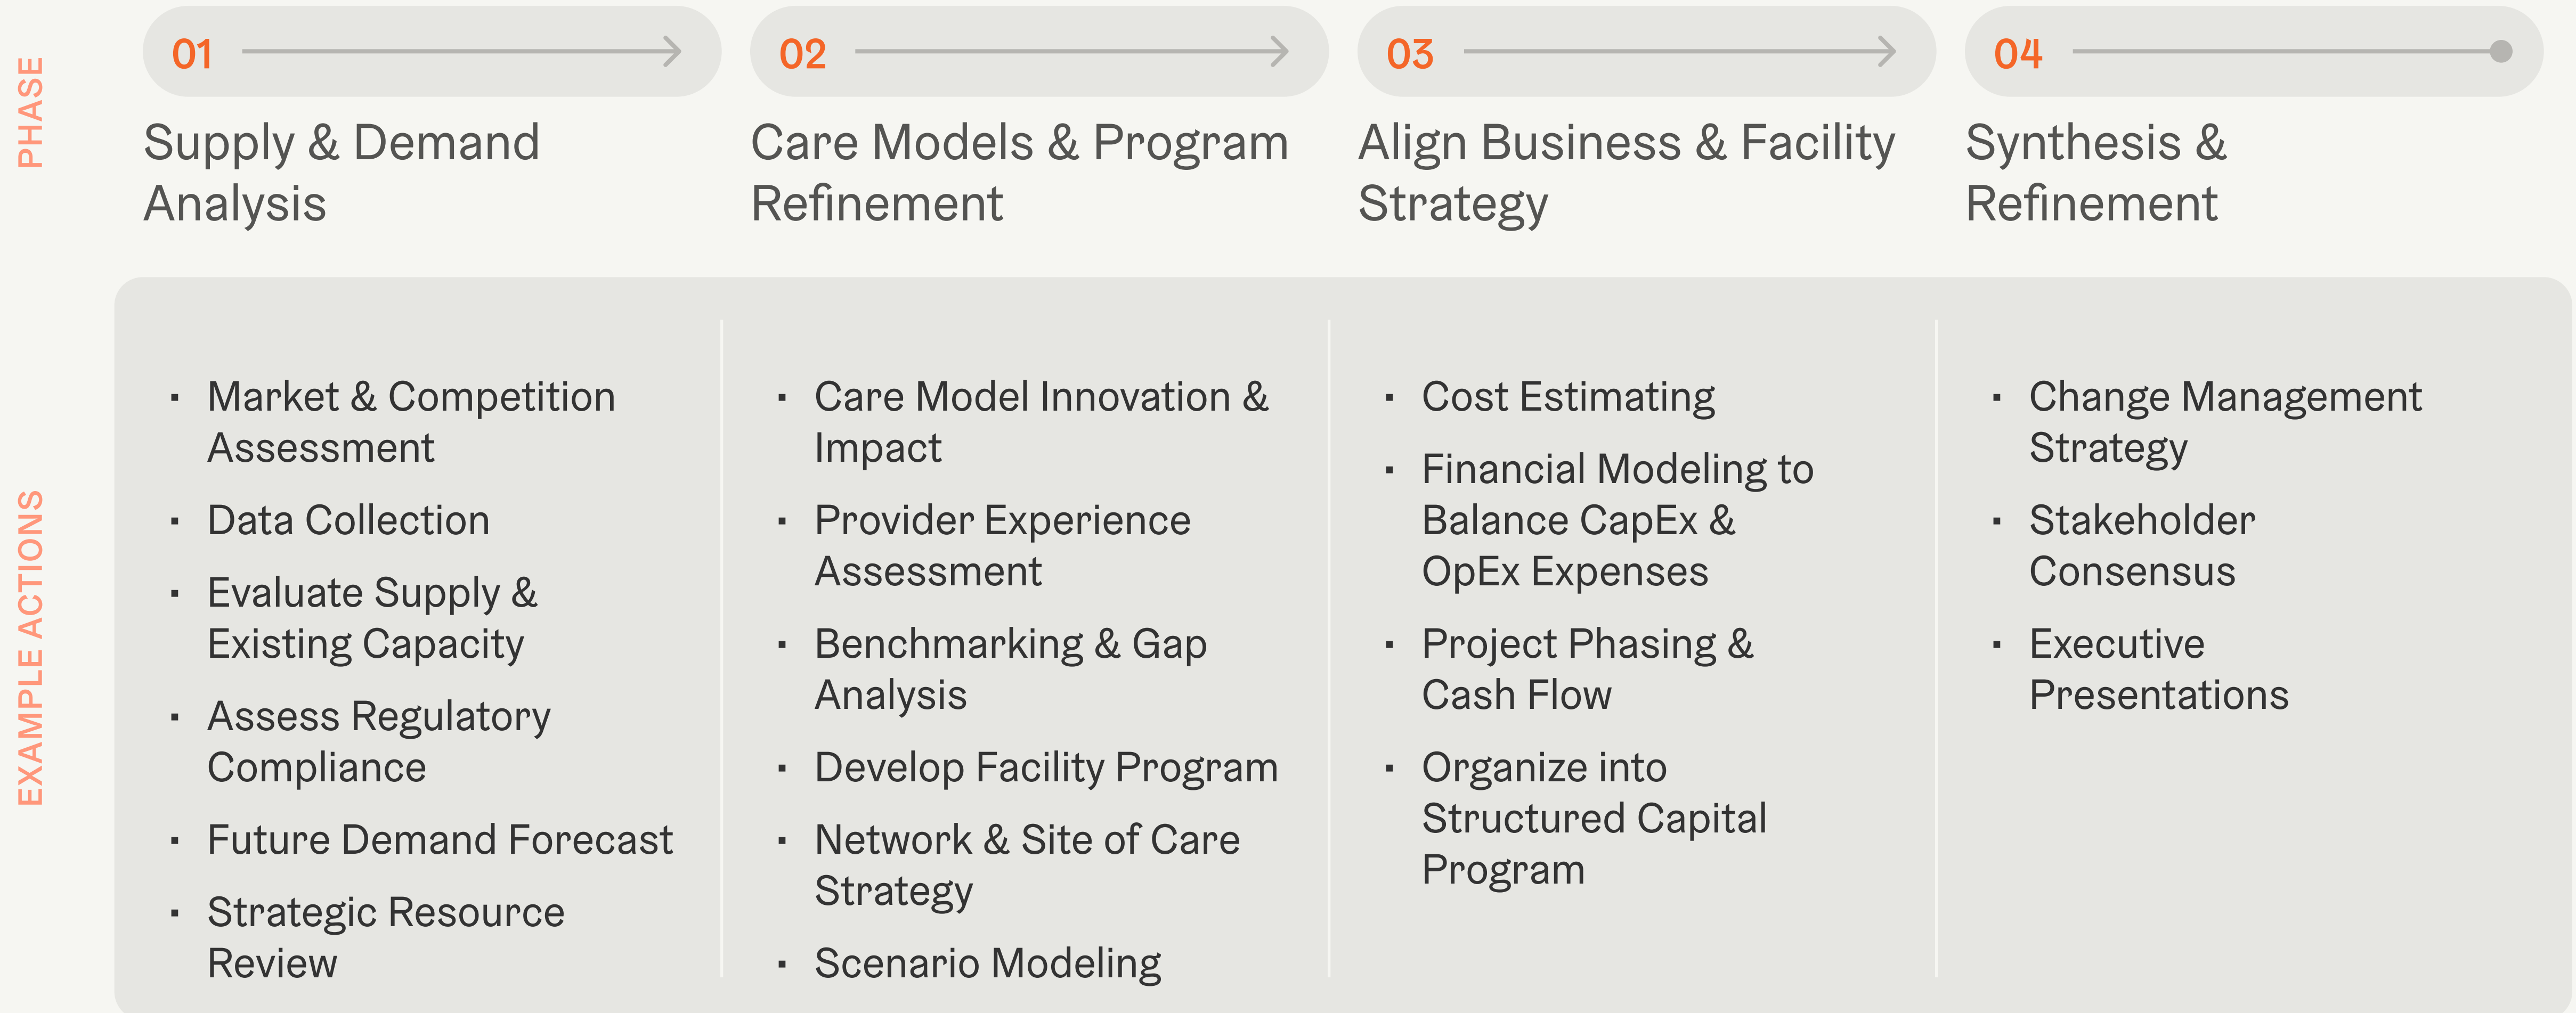 PHASE
01
Supply & Demand
Analysis
02
Care Models & Program
Refinement
03
Align Business & Facility
Strategy
04
Synthesis &
Refinement
EXAMPLE ACTIONS
▪ Market & Competition
Assessment
▪ Data Collection
▪ Evaluate Supply &
Existing Capacity
▪ Assess Regulatory
Compliance
▪ Future Demand Forecast
▪ Strategic Resource
Review
▪ Care Model Innovation &
Impact
▪ Provider Experience
Assessment
▪ Benchmarking & Gap
Analysis
▪ Develop Facility Program
▪ Network & Site of Care
Strategy
▪ Scenario Modeling
▪ Cost Estimating
▪ Financial Modeling to
Balance CapEx &
OpEx Expenses
▪ Project Phasing &
Cash Flow
▪ Organize into
Structured Capital
Program
▪ Change Management
Strategy
▪ Stakeholder
Consensus
▪ Executive
Presentations